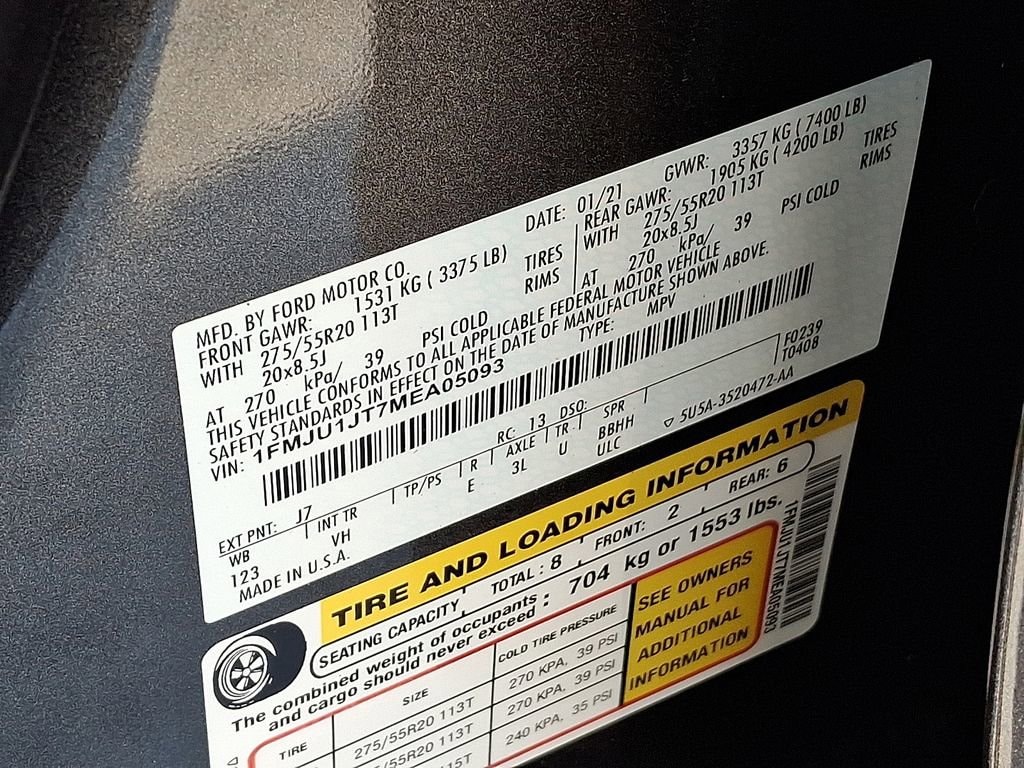 MFD. BY FORD MOTOR CO.
DATE: 01/21 GVWR: 3357 KG ( 7400 LB)
FRONT GAWR: 1531 KG ( 3375 LB)
REAR GAWR: 1905 KG ( 4200 LB)
WITH 275/55R20 113T TIRES
WITH 275/55R20 113T TIRES
20x8.5J RIMS
20x8.5J RIMS
AT 270 kPa/ 39 PSI COLD
AT 270 kPa/ 39 PSI COLD
THIS VEHICLE CONFORMS TO ALL APPLICABLE FEDERAL MOTOR VEHICLE
SAFETY STANDARDS IN EFFECT ON THE DATE OF MANUFACTURE SHOWN ABOVE.
VIN: 1FMJU1JT7MEA05093 TYPE: MPV
F0239
T0408
EXT PNT: J7 RC: 13 DSO:
WB INT TR TP/PS R AXLE TR SPR
123 VH E 3L U BBHH
ULC
MADE IN U.S.A.
5U5A-3520472-AA
TIRE AND LOADING INFORMATION
SEATING CAPACITY TOTAL: 8 FRONT: 2 REAR: 6
The combined weight of occupants
and cargo should never exceed : 704 kg or 1553 lbs.
TIRE SIZE COLD TIRE PRESSURE
275/55R20 113T 270 KPA, 39 PSI
275/55R20 113T 270 KPA, 39 PSI
115T 240 KPA, 35 PSI
SEE OWNERS
MANUAL FOR
ADDITIONAL
INFORMATION
1FMJU1JT7MEA05093